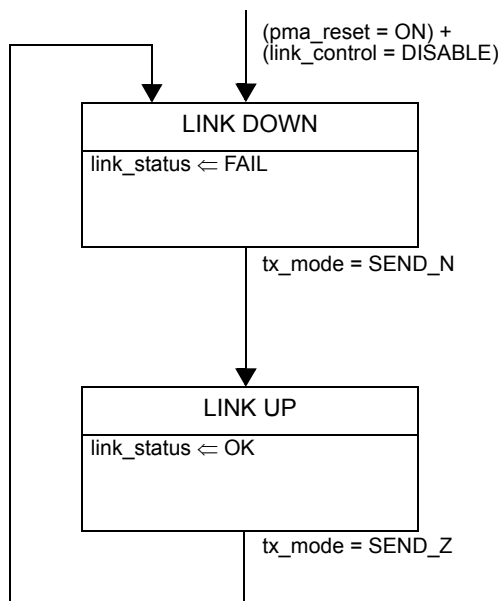 (pma_reset = ON) +
(link_control = DISABLE)
LINK DOWN
link_status ⇐ FAIL
tx_mode = SEND_N
LINK UP
link_status ⇐ OK
tx_mode = SEND_Z